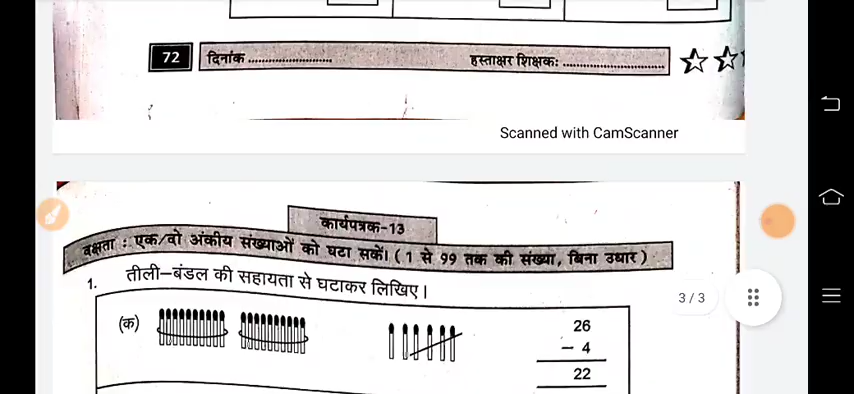 72 दिनांक ........................ हस्ताक्षर शिक्षकः ............................
Scanned with CamScanner
कार्यपत्रक-13
दक्षता : एक/दो अंकीय संख्याओं को घटा सकें। ( 1 से 99 तक की संख्या, बिना उधार )
1. तीली-बंडल की सहायता से घटाकर लिखिए।
3 / 3
(क)
26
- 4
22